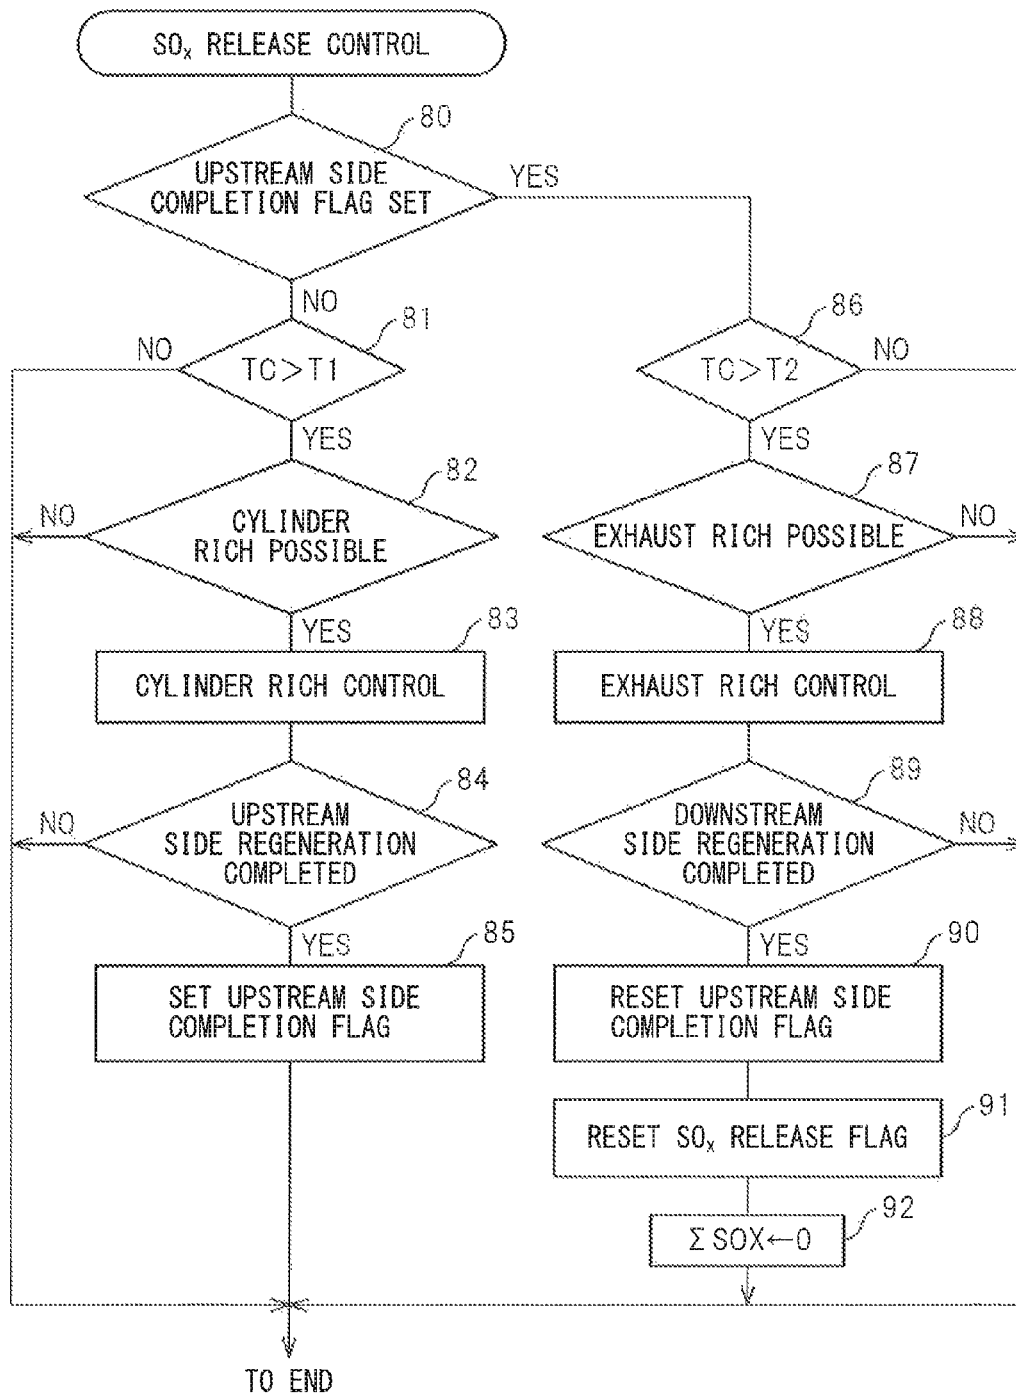 SOₓ RELEASE CONTROL
80
UPSTREAM SIDE
COMPLETION FLAG SET
YES
NO
81
TC>T1
NO
YES
82
CYLINDER
RICH POSSIBLE
NO
YES
83
CYLINDER RICH CONTROL
84
UPSTREAM
SIDE REGENERATION
COMPLETED
NO
YES
85
SET UPSTREAM SIDE
COMPLETION FLAG
86
TC>T2
NO
YES
87
EXHAUST RICH POSSIBLE
NO
YES
88
EXHAUST RICH CONTROL
89
DOWNSTREAM
SIDE REGENERATION
COMPLETED
NO
YES
90
RESET UPSTREAM SIDE
COMPLETION FLAG
91
RESET SOₓ RELEASE FLAG
92
ΣSOX←0
TO END